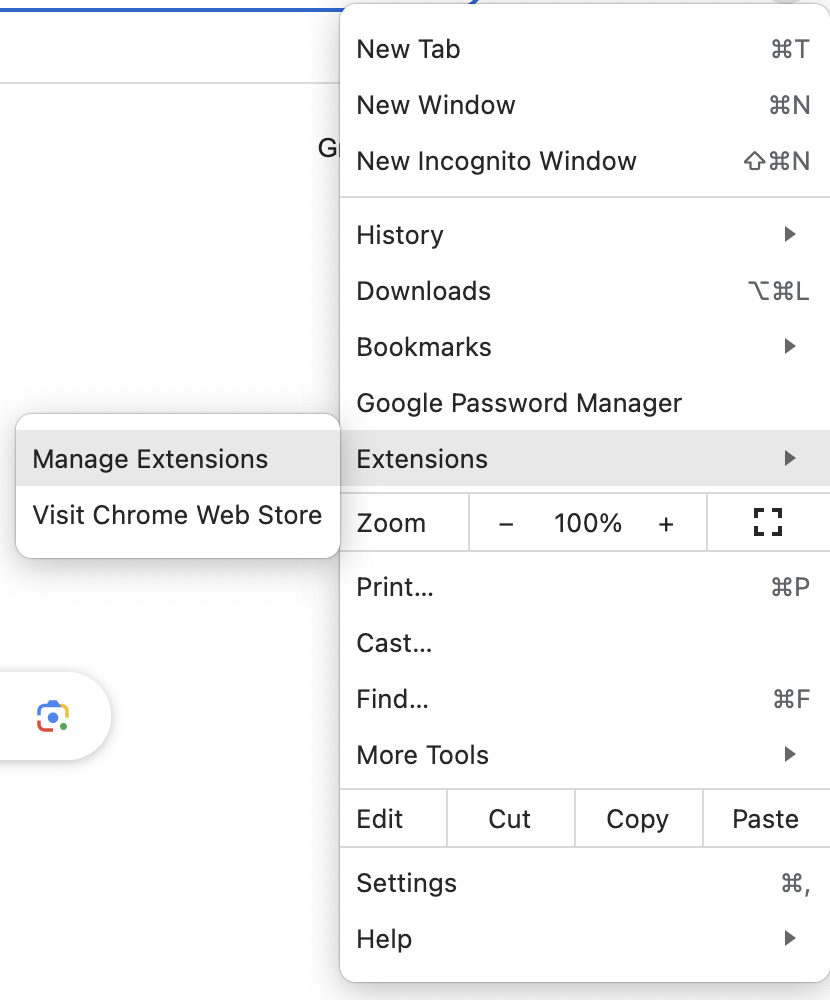 New Tab ⌘T
New Window ⌘N
New Incognito Window ⇧⌘N
History
Downloads ⌥⌘L
Bookmarks
Google Password Manager
Extensions
Manage Extensions
Visit Chrome Web Store
Zoom − 100% +
Print... ⌘P
Cast...
Find... ⌘F
More Tools
Edit Cut Copy Paste
Settings ⌘,
Help